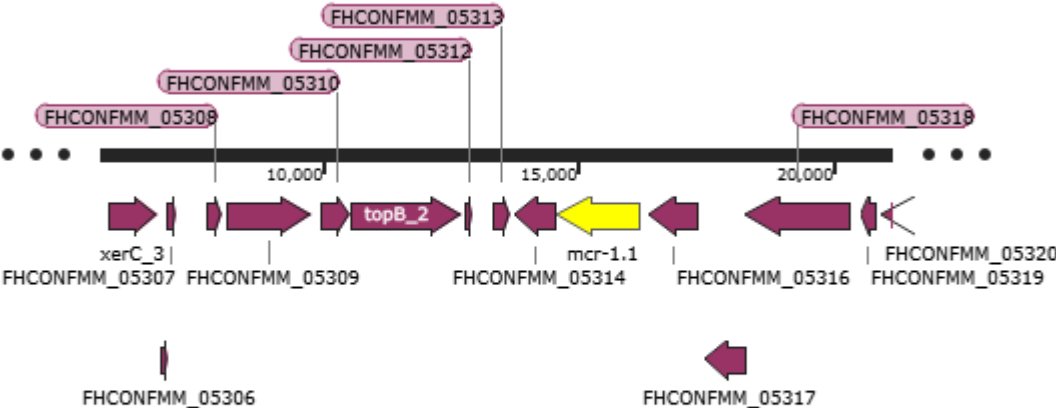 FHCONFMM_05313
FHCONFMM_05312
FHCONFMM_05310
FHCONFMM_05308
FHCONFMM_05318
10,000
15,000
20,000
topB_2
xerC_3
mcr-1.1
FHCONFMM_05320
FHCONFMM_05307
FHCONFMM_05309
FHCONFMM_05314
FHCONFMM_05316
FHCONFMM_05319
FHCONFMM_05306
FHCONFMM_05317